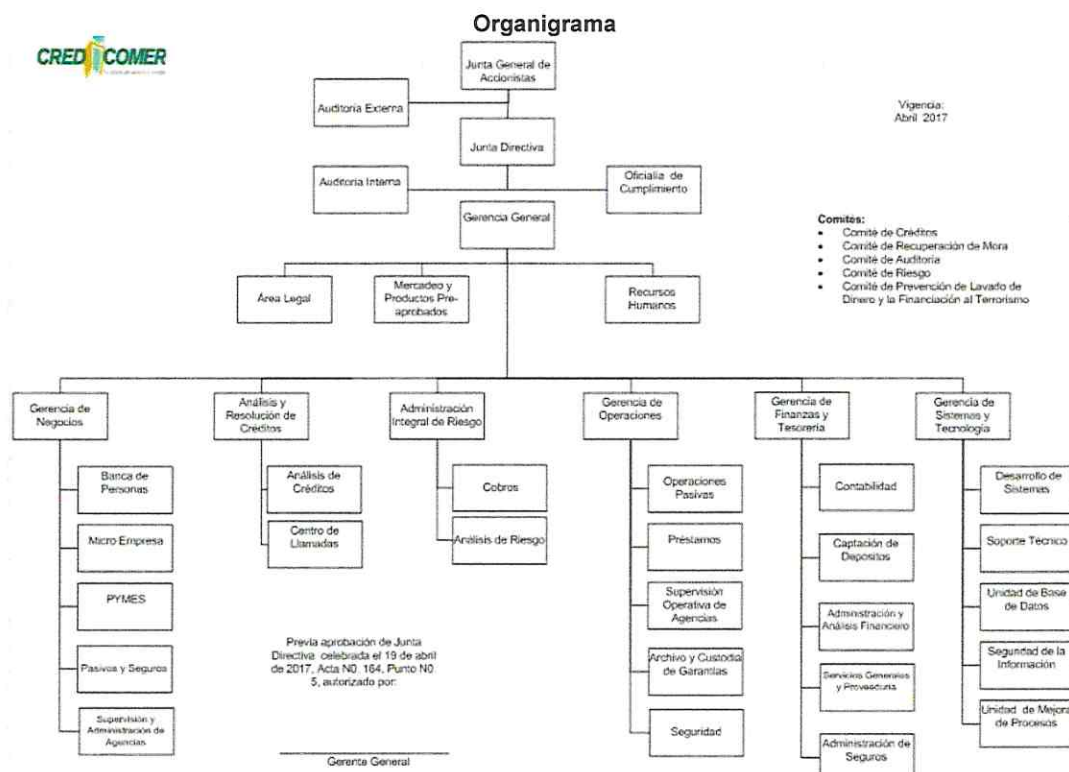 Organigrama
CREDICOMER
Junta General de
Accionistas
Auditoría Externa
Vigencia:
Abril 2017
Junta Directiva
Auditoría Interna
Oficialía de
Cumplimiento
Gerencia General
Comités:
• Comité de Créditos
• Comité de Recuperación de Mora
• Comité de Auditoría
• Comité de Riesgo
• Comité de Prevención de Lavado de
Dinero y la Financiación al Terrorismo
Área Legal
Mercadeo y
Productos Pre-
aprobados
Recursos
Humanos
Gerencia de
Negocios
Análisis y
Resolución de
Créditos
Administración
Integral de Riesgo
Gerencia de
Operaciones
Gerencia de
Finanzas y
Tesorería
Gerencia de
Sistemas y
Tecnología
Banca de
Personas
Micro Empresa
PYMES
Pasivos y Seguros
Supervisión y
Administración de
Agencias
Análisis de
Créditos
Centro de
Llamadas
Cobros
Análisis de Riesgo
Operaciones
Pasivas
Préstamos
Supervisión
Operativa de
Agencias
Archivo y Custodia
de Garantías
Seguridad
Contabilidad
Captación de
Depósitos
Administración y
Análisis Financiero
Servicios Generales
y Proveeduría
Administración de
Seguros
Desarrollo de
Sistemas
Soporte Técnico
Unidad de Base
de Datos
Seguridad de la
Información
Unidad de Mejora
de Procesos
Previa aprobación de Junta
Directiva celebrada el 19 de abril
de 2017, Acta N0. 164, Punto N0.
5, autorizado por:
Gerente General